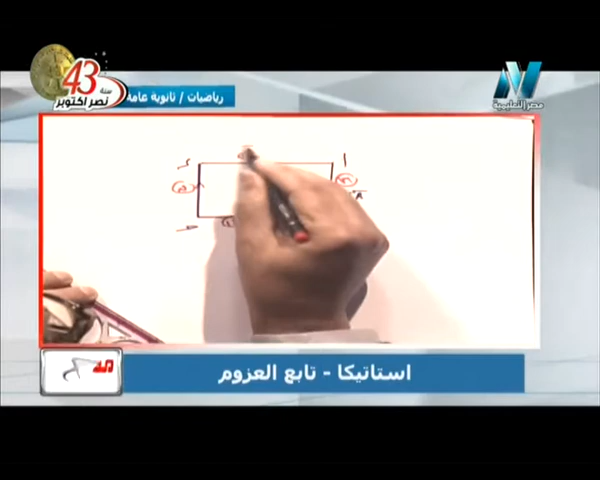 43
سنة
نصر اكتوبر
رياضيات / ثانوية عامة
مصر التعليمية
أ
استاتيكا - تابع العزوم